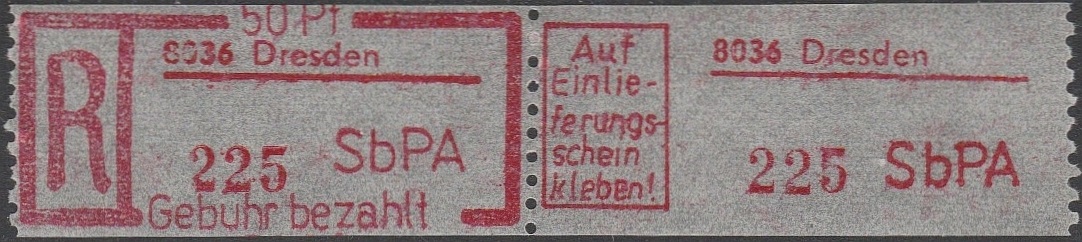 50 Pf
R
8036 Dresden
225 SbPA
Gebühr bezahlt
Auf
Einlie-
ferungs-
schein
kleben!
8036 Dresden
225 SbPA